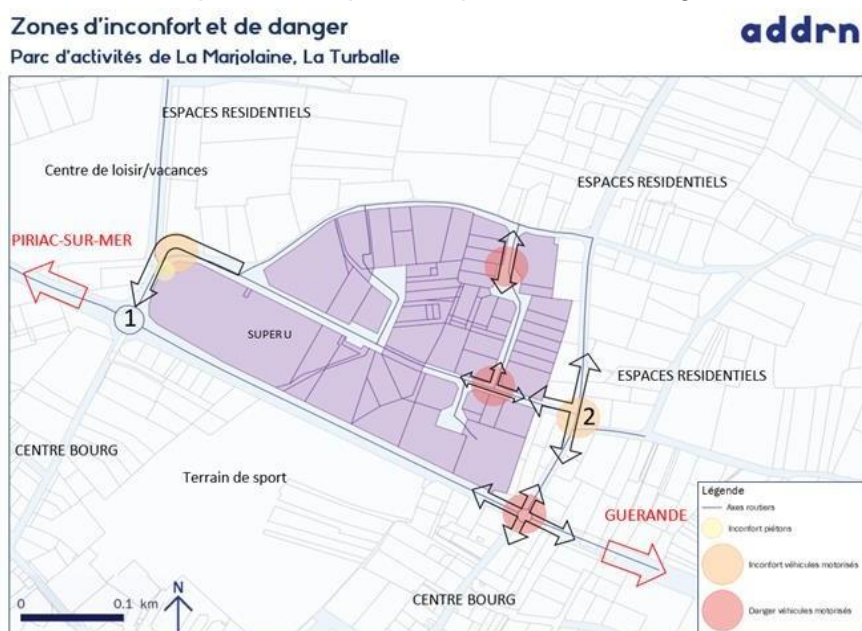 Zones d'inconfort et de danger
addrn
Parc d'activités de La Marjolaine, La Turballe
ESPACES RESIDENTIELS
Centre de loisir/vacances
ESPACES RESIDENTIELS
PIRIAC-SUR-MER
1
SUPER U
ESPACES RESIDENTIELS
2
CENTRE BOURG
Terrain de sport
GUERANDE
CENTRE BOURG
N
0
0.1 km
Légende
Axes routiers
Inconfort piétons
Inconfort véhicules motorisés
Danger véhicules motorisés